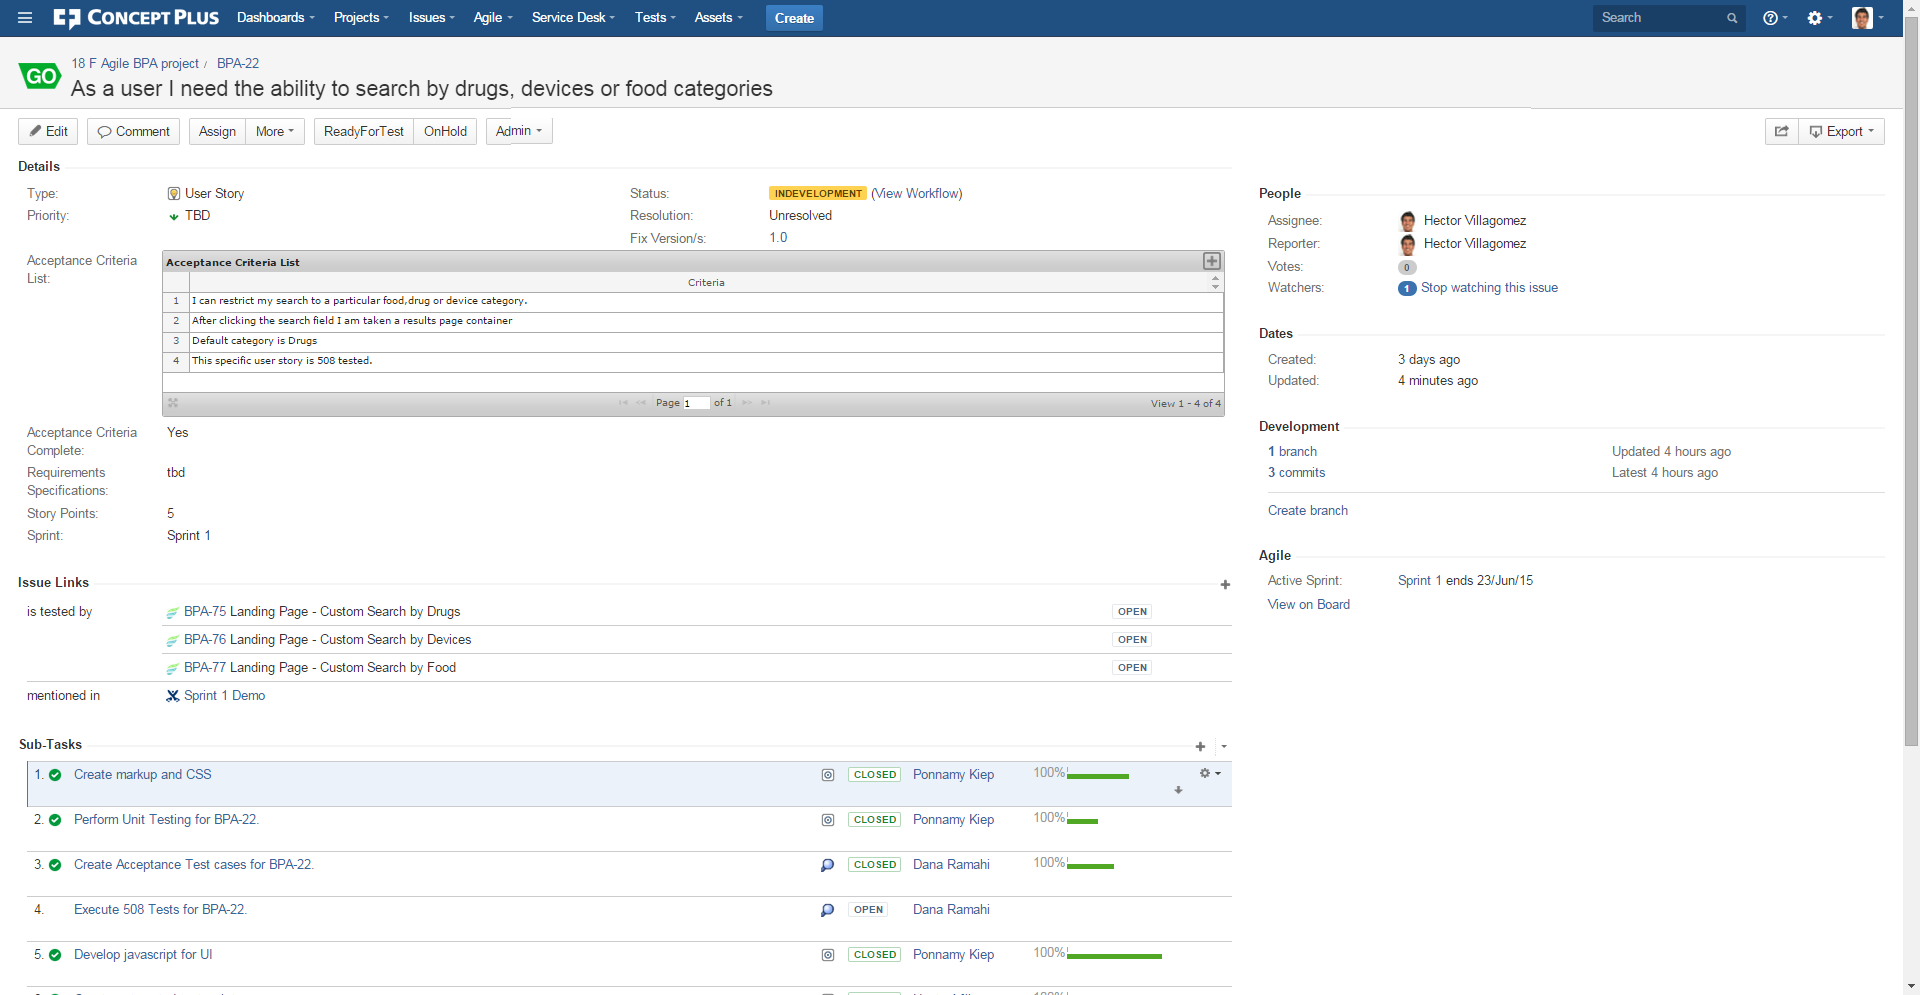 CONCEPT PLUS Dashboards Projects Issues Agile Service Desk Tests Assets Create Search
GO
18 F Agile BPA project / BPA-22
As a user I need the ability to search by drugs, devices or food categories
Edit Comment Assign More ReadyForTest OnHold Admin Export
Details
Type: User Story
Priority: TBD
Status: INDEVELOPMENT (View Workflow)
Resolution: Unresolved
Fix Version/s: 1.0
Acceptance Criteria
List:
Acceptance Criteria List
Criteria
1 I can restrict my search to a particular food,drug or device category.
2 After clicking the search field I am taken a results page container
3 Default category is Drugs
4 This specific user story is 508 tested.
Page 1 of 1 View 1 - 4 of 4
Acceptance Criteria
Complete: Yes
Requirements
Specifications: tbd
Story Points: 5
Sprint: Sprint 1
Issue Links
is tested by
BPA-75 Landing Page - Custom Search by Drugs OPEN
BPA-76 Landing Page - Custom Search by Devices OPEN
BPA-77 Landing Page - Custom Search by Food OPEN
mentioned in Sprint 1 Demo
Sub-Tasks
1. Create markup and CSS CLOSED Ponnamy Kiep 100%
2. Perform Unit Testing for BPA-22. CLOSED Ponnamy Kiep 100%
3. Create Acceptance Test cases for BPA-22. CLOSED Dana Ramahi 100%
4. Execute 508 Tests for BPA-22. OPEN Dana Ramahi
5. Develop javascript for UI CLOSED Ponnamy Kiep 100%
People
Assignee: Hector Villagomez
Reporter: Hector Villagomez
Votes: 0
Watchers: 1 Stop watching this issue
Dates
Created: 3 days ago
Updated: 4 minutes ago
Development
1 branch Updated 4 hours ago
3 commits Latest 4 hours ago
Create branch
Agile
Active Sprint: Sprint 1 ends 23/Jun/15
View on Board